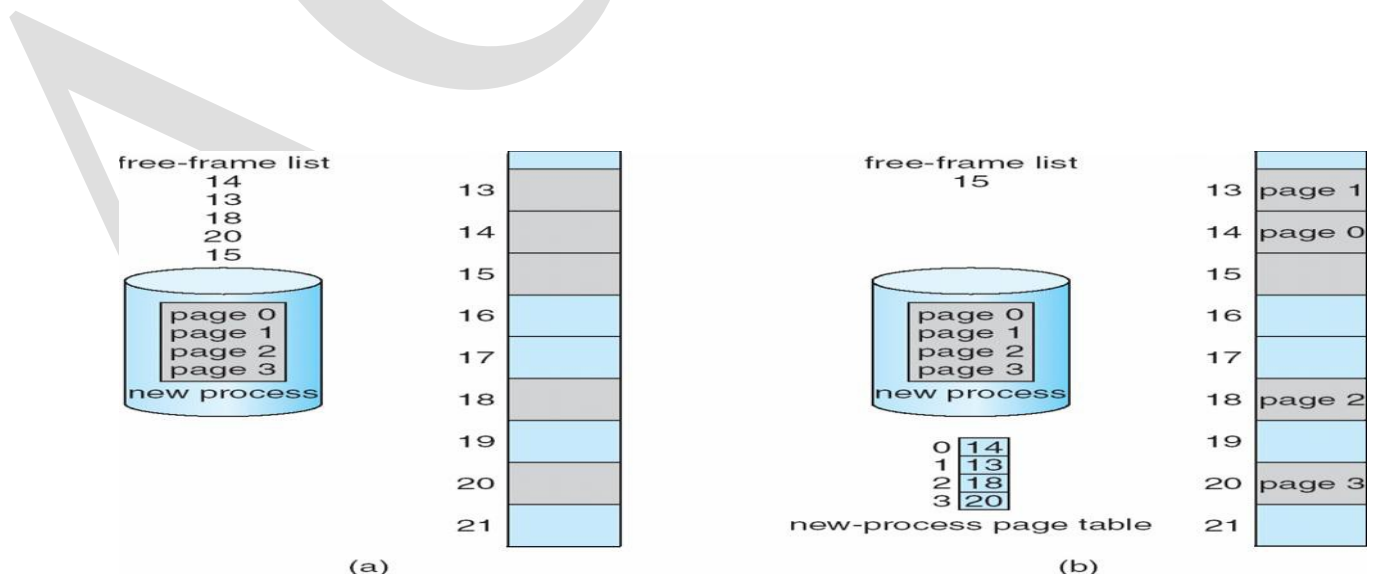 free-frame list
14
13
18
20
15
page 0
page 1
page 2
page 3
new process
13
14
15
16
17
18
19
20
21
(a)
free-frame list
15
page 0
page 1
page 2
page 3
new process
0 14
1 13
2 18
3 20
new-process page table
13 page 1
14 page 0
15
16
17
18 page 2
19
20 page 3
21
(b)